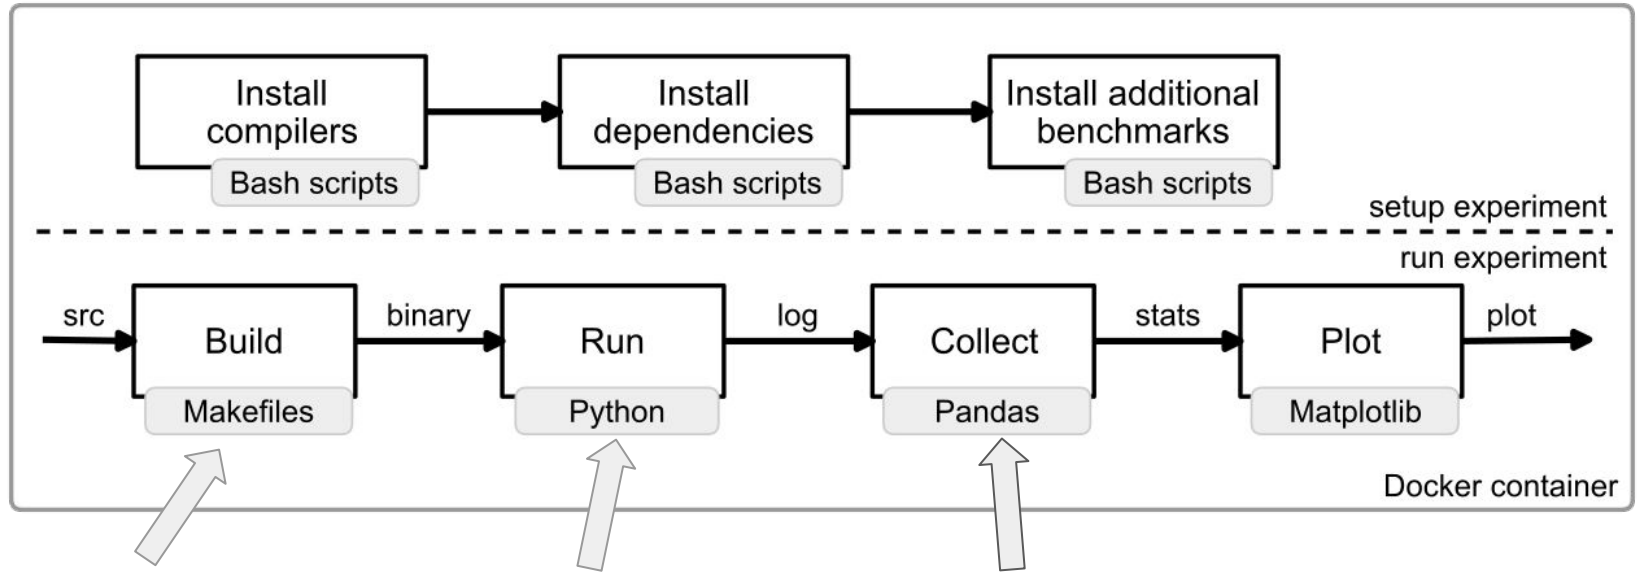 Install
compilers
Bash scripts
Install
dependencies
Bash scripts
Install additional
benchmarks
Bash scripts
setup experiment
run experiment
src
Build
Makefiles
binary
Run
Python
log
Collect
Pandas
stats
Plot
Matplotlib
plot
Docker container